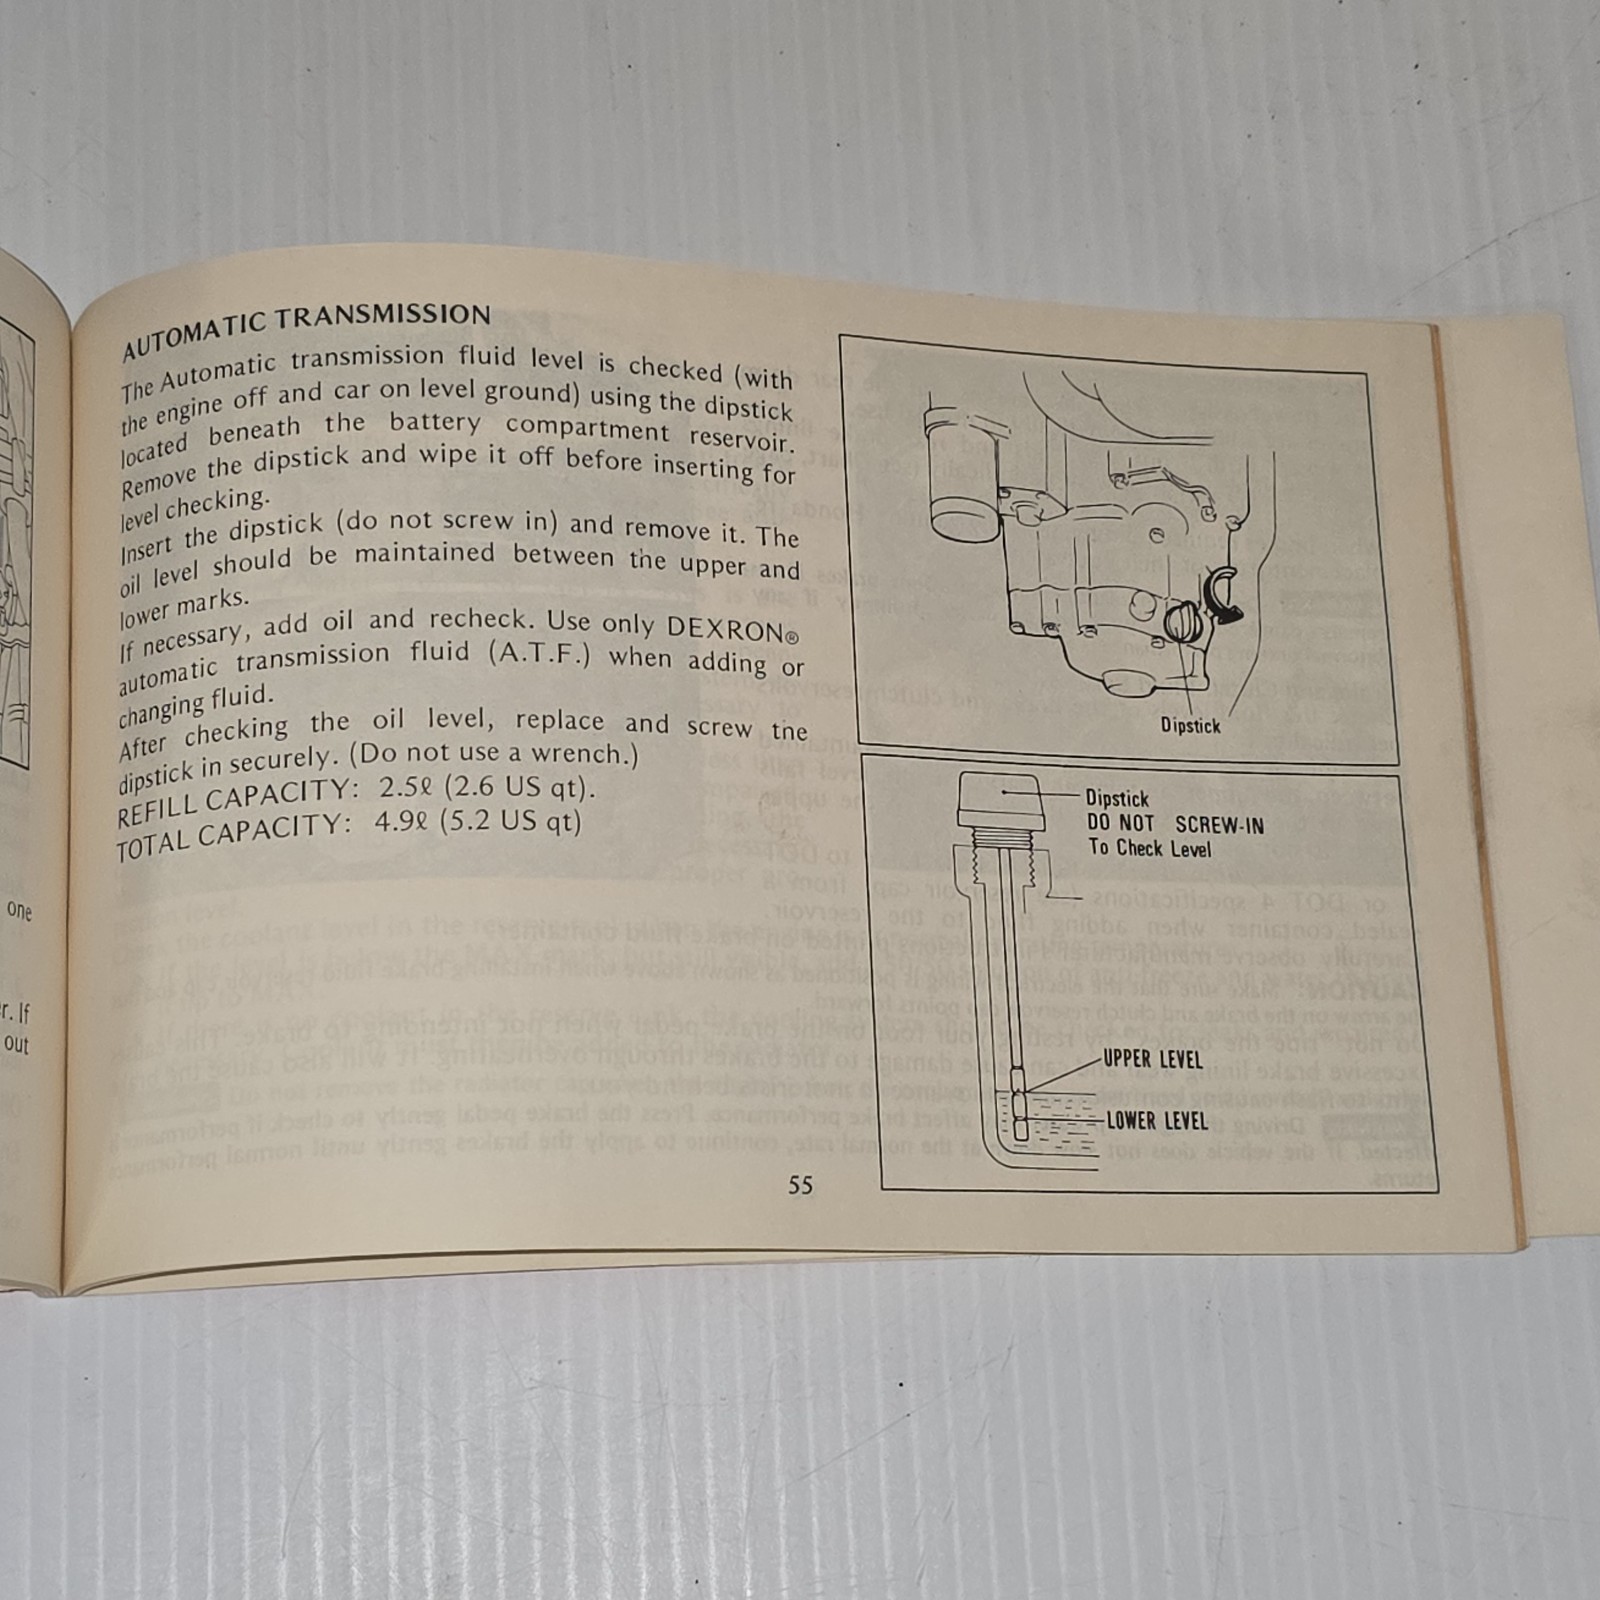 AUTOMATIC TRANSMISSION
The Automatic transmission fluid level is checked (with
the engine off and car on level ground) using the dipstick
located beneath the battery compartment reservoir.
Remove the dipstick and wipe it off before inserting for
level checking.
Insert the dipstick (do not screw in) and remove it. The
oil level should be maintained between the upper and
lower marks.
If necessary, add oil and recheck. Use only DEXRON®
automatic transmission fluid (A.T.F.) when adding or
changing fluid.
After checking the oil level, replace and screw the
dipstick in securely. (Do not use a wrench.)
REFILL CAPACITY: 2.5ℓ (2.6 US qt).
TOTAL CAPACITY: 4.9ℓ (5.2 US qt)
one
r. If
out
Dipstick
Dipstick
DO NOT SCREW-IN
To Check Level
UPPER LEVEL
LOWER LEVEL
55